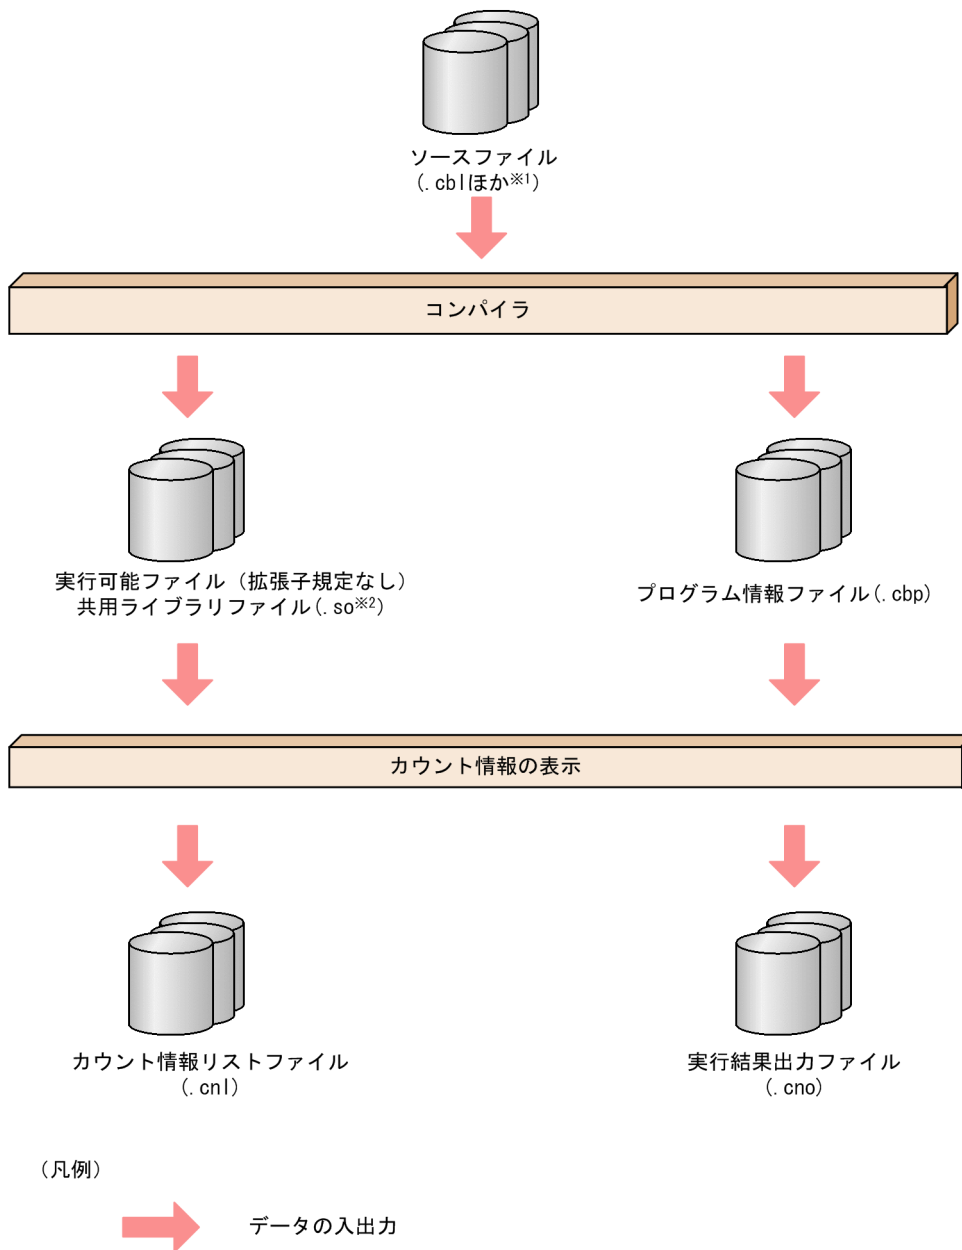 ソースファイル
(.cblほか※1)
コンパイラ
実行可能ファイル（拡張子規定なし）
共用ライブラリファイル(.so※2)
プログラム情報ファイル(.cbp)
カウント情報の表示
カウント情報リストファイル
(.cnl)
実行結果出力ファイル
(.cno)
（凡例）
データの入出力